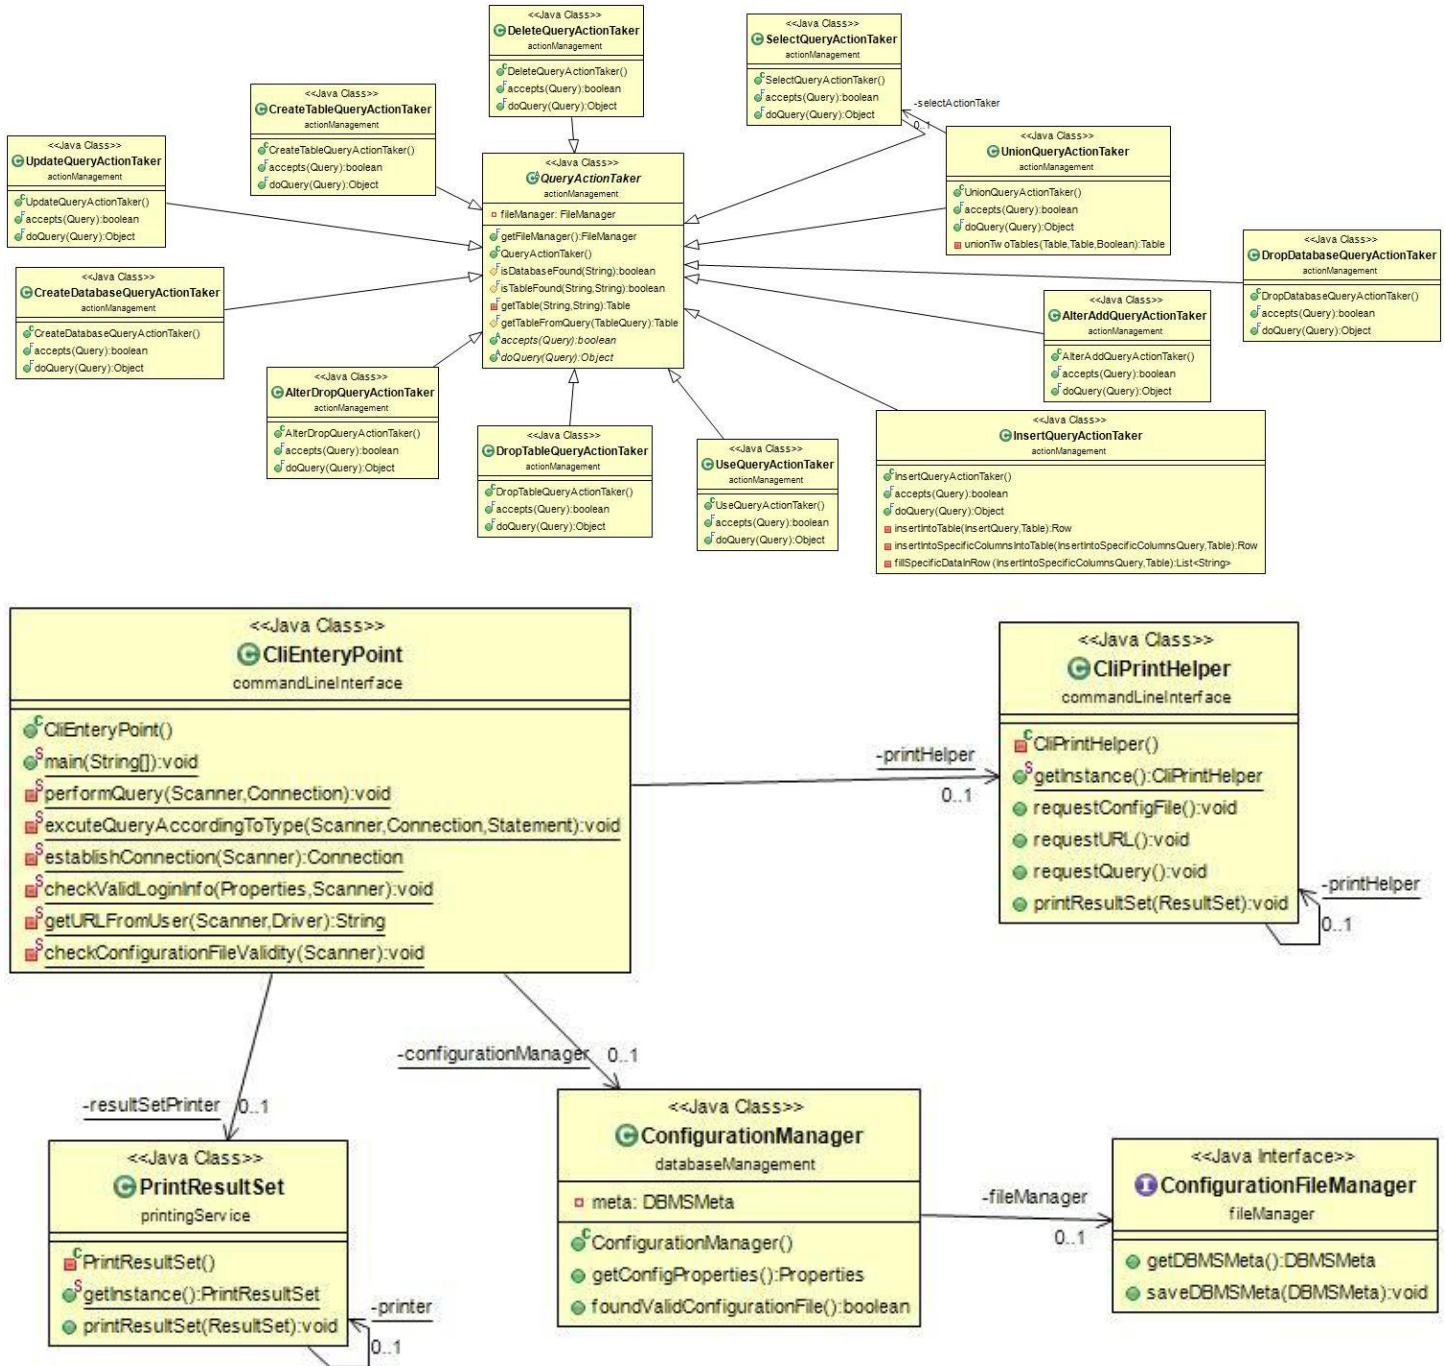 <<Java Class>>
DeleteQueryActionTaker
actionManagement
DeleteQueryActionTaker()
accepts(Query):boolean
doQuery(Query):Object
<<Java Class>>
SelectQueryActionTaker
actionManagement
SelectQueryActionTaker()
accepts(Query):boolean
doQuery(Query):Object
-selectActionTaker
0..1
<<Java Class>>
CreateTableQueryActionTaker
actionManagement
CreateTableQueryActionTaker()
accepts(Query):boolean
doQuery(Query):Object
<<Java Class>>
UnionQueryActionTaker
actionManagement
UnionQueryActionTaker()
accepts(Query):boolean
doQuery(Query):Object
unionTwoTables(Table,Table,Boolean):Table
<<Java Class>>
UpdateQueryActionTaker
actionManagement
UpdateQueryActionTaker()
accepts(Query):boolean
doQuery(Query):Object
<<Java Class>>
QueryActionTaker
actionManagement
fileManager: FileManager
getFileManager():FileManager
QueryActionTaker()
isDatabaseFound(String):boolean
isTableFound(String,String):boolean
getTable(String,String):Table
getTableFromQuery(TableQuery):Table
accepts(Query):boolean
doQuery(Query):Object
<<Java Class>>
DropDatabaseQueryActionTaker
actionManagement
DropDatabaseQueryActionTaker()
accepts(Query):boolean
doQuery(Query):Object
<<Java Class>>
CreateDatabaseQueryActionTaker
actionManagement
CreateDatabaseQueryActionTaker()
accepts(Query):boolean
doQuery(Query):Object
<<Java Class>>
AlterAddQueryActionTaker
actionManagement
AlterAddQueryActionTaker()
accepts(Query):boolean
doQuery(Query):Object
<<Java Class>>
AlterDropQueryActionTaker
actionManagement
AlterDropQueryActionTaker()
accepts(Query):boolean
doQuery(Query):Object
<<Java Class>>
DropTableQueryActionTaker
actionManagement
DropTableQueryActionTaker()
accepts(Query):boolean
doQuery(Query):Object
<<Java Class>>
UseQueryActionTaker
actionManagement
UseQueryActionTaker()
accepts(Query):boolean
doQuery(Query):Object
<<Java Class>>
InsertQueryActionTaker
actionManagement
InsertQueryActionTaker()
accepts(Query):boolean
doQuery(Query):Object
insertIntoTable(InsertQuery,Table):Row
insertIntoSpecificColumnsIntoTable(InsertIntoSpecificColumnsQuery,Table):Row
fillSpecificDataInRow(InsertIntoSpecificColumnsQuery,Table):List<String>
<<Java Class>>
CliEnteryPoint
commandLineInterface
CliEnteryPoint()
main(String[]):void
performQuery(Scanner,Connection):void
excuteQueryAccordingToType(Scanner,Connection,Statement):void
establishConnection(Scanner):Connection
checkValidLoginInfo(Properties,Scanner):void
getURLFromUser(Scanner,Driver):String
checkConfigurationFileValidity(Scanner):void
-printHelper
0..1
<<Java Class>>
CliPrintHelper
commandLineInterface
CliPrintHelper()
getInstance():CliPrintHelper
requestConfigFile():void
requestURL():void
requestQuery():void
printResultSet(ResultSet):void
-printHelper
0..1
-configurationManager
0..1
-resultSetPrinter
0..1
<<Java Class>>
PrintResultSet
printingService
PrintResultSet()
getInstance():PrintResultSet
printResultSet(ResultSet):void
-printer
0..1
<<Java Class>>
ConfigurationManager
databaseManagement
meta: DBMSMeta
ConfigurationManager()
getConfigProperties():Properties
foundValidConfigurationFile():boolean
-fileManager
0..1
<<Java Interface>>
ConfigurationFileManager
fileManager
getDBMSMeta():DBMSMeta
saveDBMSMeta(DBMSMeta):void